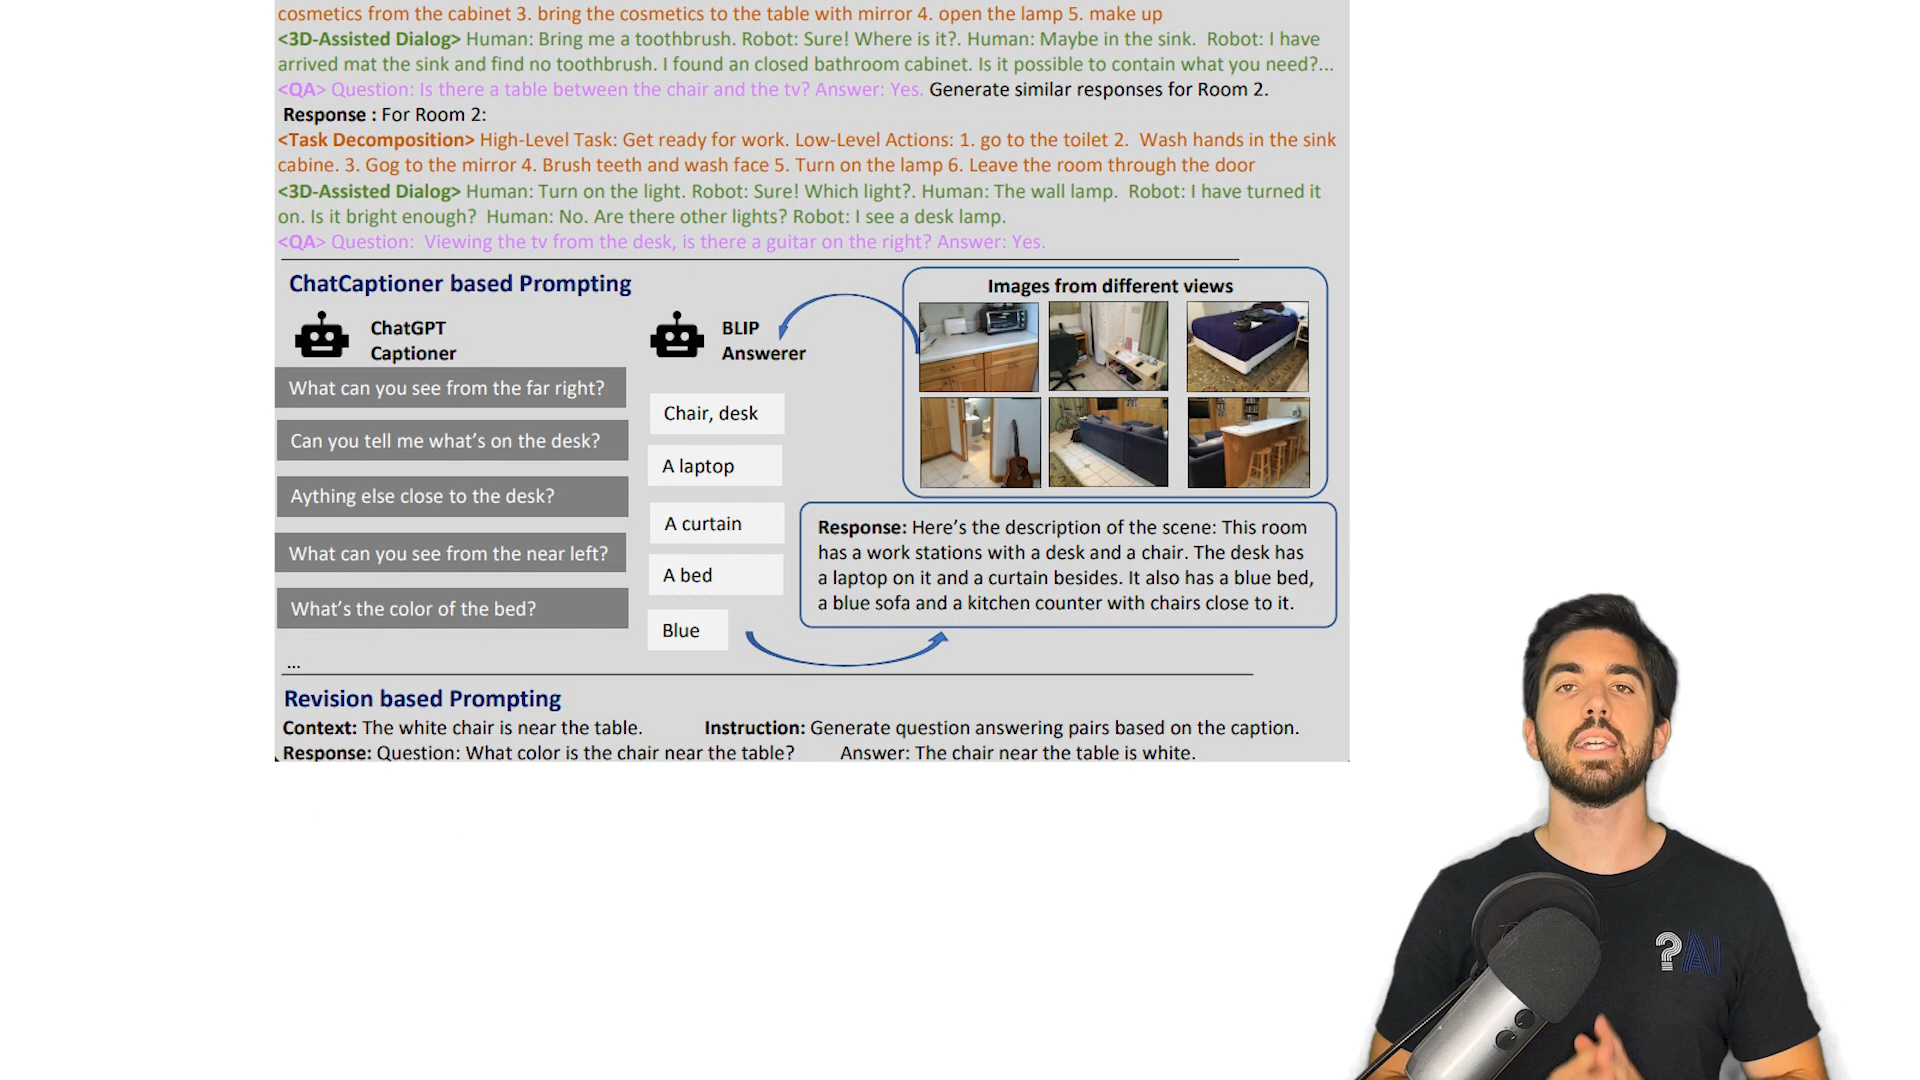 cosmetics from the cabinet 3. bring the cosmetics to the table with mirror 4. open the lamp 5. make up
<3D-Assisted Dialog> Human: Bring me a toothbrush. Robot: Sure! Where is it?. Human: Maybe in the sink. Robot: I have
arrived mat the sink and find no toothbrush. I found an closed bathroom cabinet. Is it possible to contain what you need?...
<QA> Question: Is there a table between the chair and the tv? Answer: Yes. Generate similar responses for Room 2.
Response : For Room 2:
<Task Decomposition> High-Level Task: Get ready for work. Low-Level Actions: 1. go to the toilet 2. Wash hands in the sink
cabine. 3. Gog to the mirror 4. Brush teeth and wash face 5. Turn on the lamp 6. Leave the room through the door
<3D-Assisted Dialog> Human: Turn on the light. Robot: Sure! Which light?. Human: The wall lamp. Robot: I have turned it
on. Is it bright enough? Human: No. Are there other lights? Robot: I see a desk lamp.
<QA> Question: Viewing the tv from the desk, is there a guitar on the right? Answer: Yes.
ChatCaptioner based Prompting
ChatGPT
Captioner
What can you see from the far right?
Can you tell me what's on the desk?
Aything else close to the desk?
What can you see from the near left?
What's the color of the bed?
...
BLIP
Answerer
Chair, desk
A laptop
A curtain
A bed
Blue
Images from different views
Response: Here's the description of the scene: This room
has a work stations with a desk and a chair. The desk has
a laptop on it and a curtain besides. It also has a blue bed,
a blue sofa and a kitchen counter with chairs close to it.
Revision based Prompting
Context: The white chair is near the table. Instruction: Generate question answering pairs based on the caption.
Response: Question: What color is the chair near the table? Answer: The chair near the table is white.
?AI